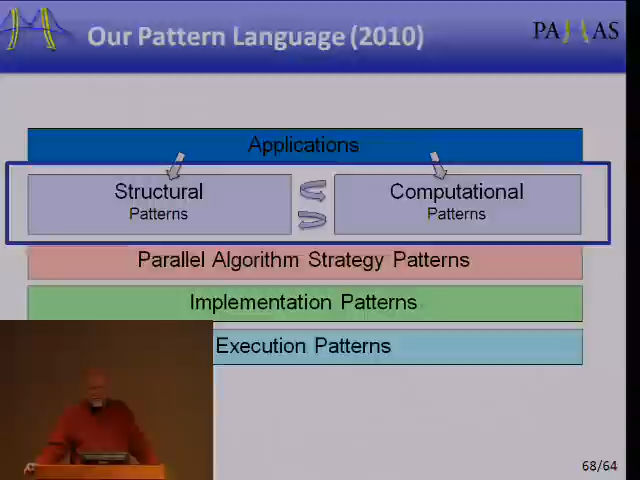 Our Pattern Language (2010)
PA AS
Applications
Structural
Patterns
Computational
Patterns
Parallel Algorithm Strategy Patterns
Implementation Patterns
Execution Patterns
68/64